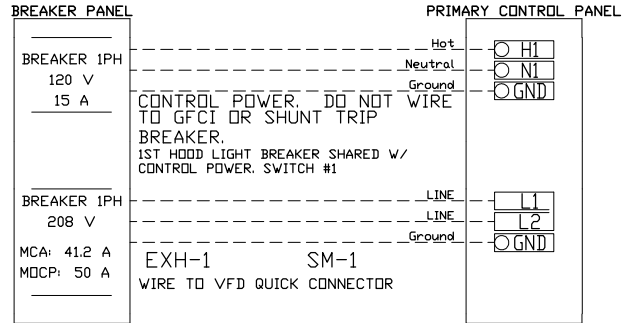 BREAKER PANEL
PRIMARY CONTROL PANEL
BREAKER 1PH
120 V
15 A
Hot
Neutral
Ground
H1
N1
GND
CONTROL POWER. DO NOT WIRE
TO GFCI OR SHUNT TRIP
BREAKER.
1ST HOOD LIGHT BREAKER SHARED W/
CONTROL POWER. SWITCH #1
BREAKER 1PH
208 V
MCA: 41.2 A
MOCP: 50 A
LINE
LINE
Ground
L1
L2
GND
EXH-1 SM-1
WIRE TO VFD QUICK CONNECTOR